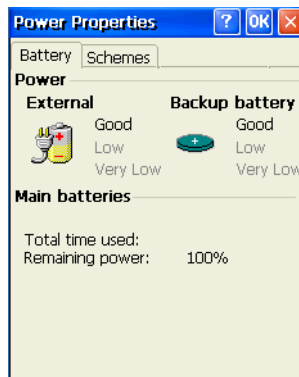 Power Properties ? OK ×
Battery Schemes
Power
External Backup battery
Good Good
Low Low
Very Low Very Low
Main batteries
Total time used:
Remaining power: 100%